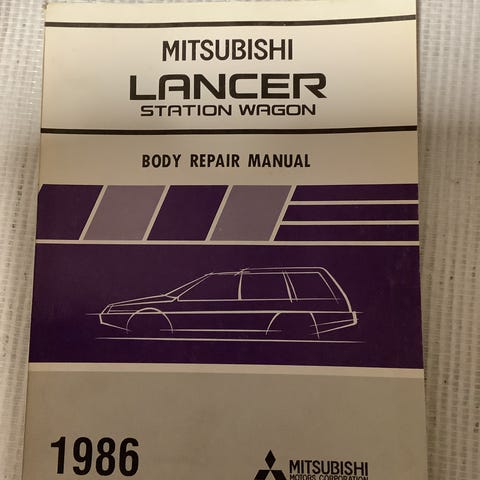 MITSUBISHI
LANCER
STATION WAGON
BODY REPAIR MANUAL
1986
MITSUBISHI
MOTORS CORPORATION